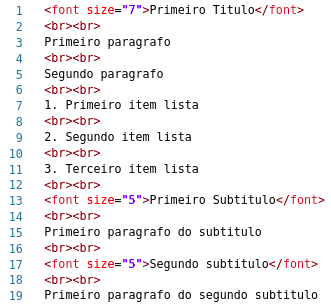 1 <font size="7">Primeiro Titulo</font>
2 <br><br>
3 Primeiro paragrafo
4 <br><br>
5 Segundo paragrafo
6 <br><br>
7 1. Primeiro item lista
8 <br><br>
9 2. Segundo item lista
10 <br><br>
11 3. Terceiro item lista
12 <br><br>
13 <font size="5">Primeiro Subtitulo</font>
14 <br><br>
15 Primeiro paragrafo do subtitulo
16 <br><br>
17 <font size="5">Segundo subtitulo</font>
18 <br><br>
19 Primeiro paragrafo do segundo subtitulo